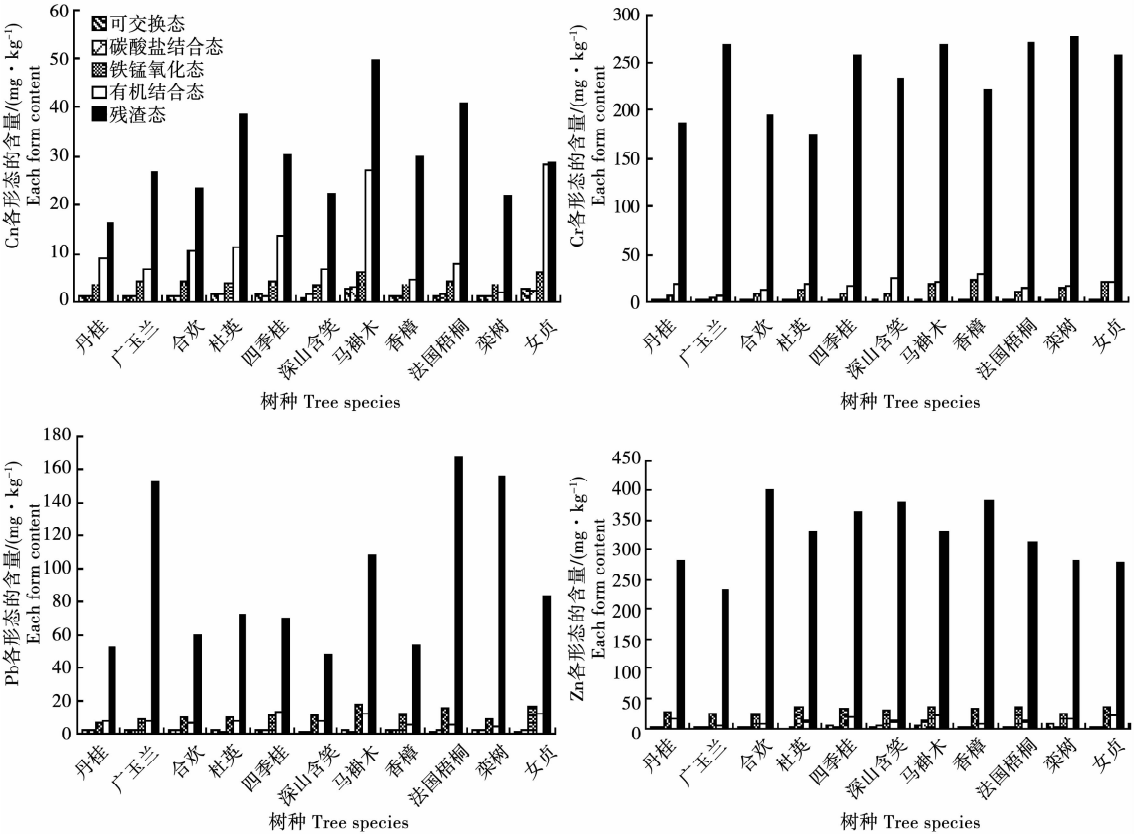 Cn各形态的含量/(mg·kg⁻¹)
Each form content
60
50
40
30
20
10
0
可交换态
碳酸盐结合态
铁锰氧化态
有机结合态
残渣态
丹桂
广玉兰
合欢
杜英
四季桂
深山含笑
马褂木
香樟
法国梧桐
栾树
女贞
树种 Tree species
Cr各形态的含量/(mg·kg⁻¹)
Each form content
300
250
200
150
100
50
0
丹桂
广玉兰
合欢
杜英
四季桂
深山含笑
马褂木
香樟
法国梧桐
栾树
女贞
树种 Tree species
Pb各形态的含量/(mg·kg⁻¹)
Each form content
180
160
140
120
100
80
60
40
20
0
丹桂
广玉兰
合欢
杜英
四季桂
深山含笑
马褂木
香樟
法国梧桐
栾树
女贞
树种 Tree species
Zn各形态的含量/(mg·kg⁻¹)
Each form content
450
400
350
300
250
200
150
100
50
0
丹桂
广玉兰
合欢
杜英
四季桂
深山含笑
马褂木
香樟
法国梧桐
栾树
女贞
树种 Tree species